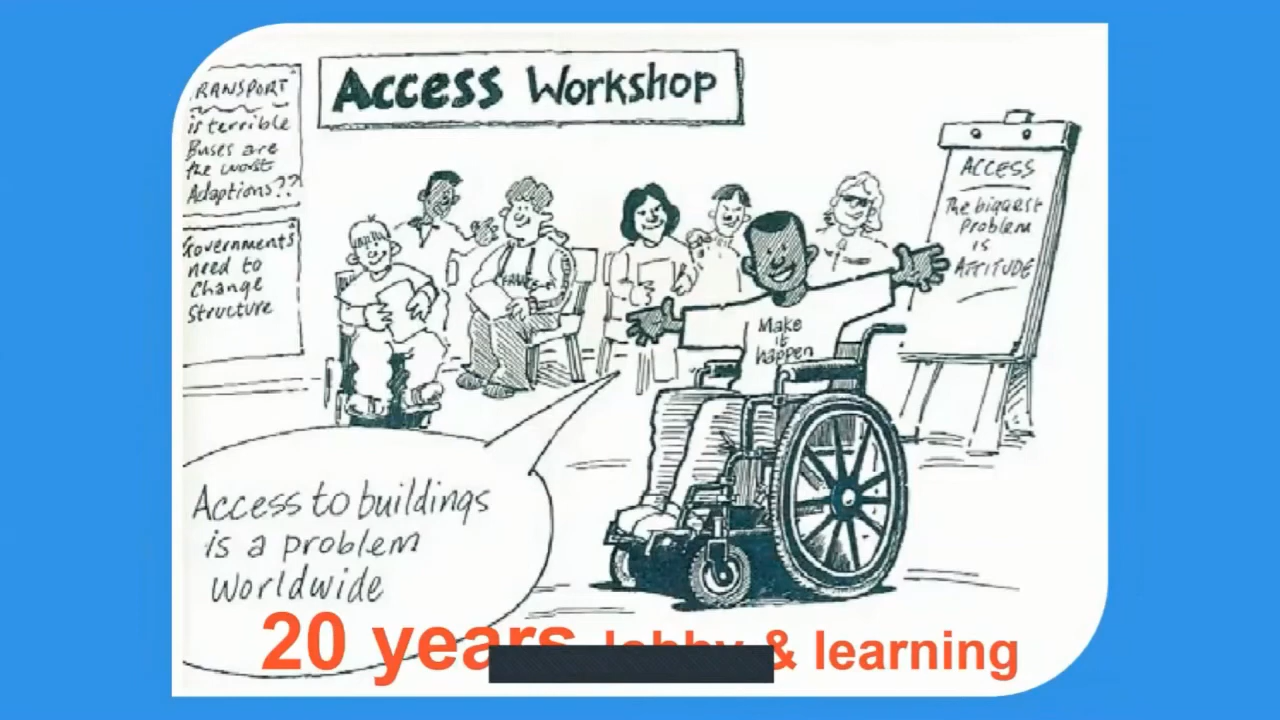 Access Workshop
RANSPORT
is terrible
Buses are
the worst
Adaptions??
Governments
need to
change
structure
ACCESS
The biggest
Problem
is
ATTITUDE
Make
it
happen
Access to buildings
is a problem
worldwide
20 years lobby & learning